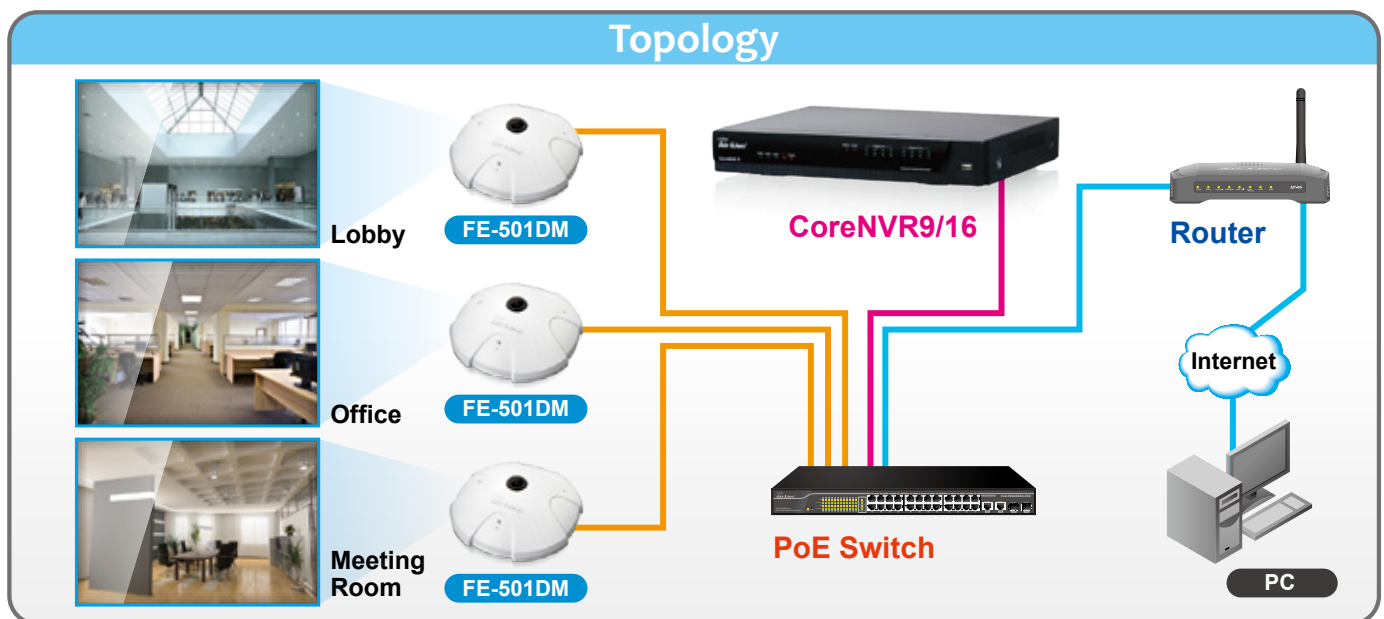 Topology
Lobby
FE-501DM
CoreNVR9/16
Router
Internet
Office
FE-501DM
PoE Switch
Meeting
Room
FE-501DM
PC